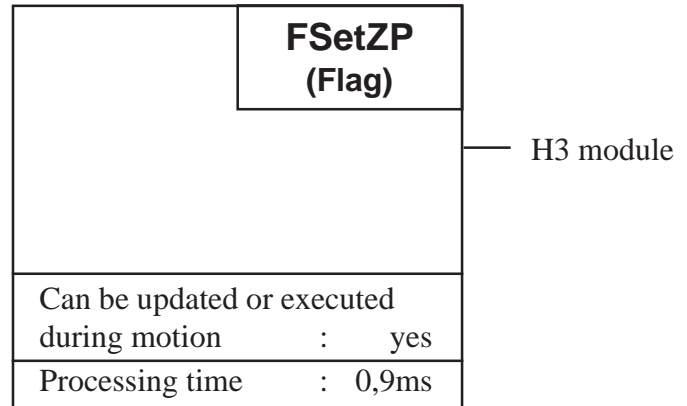 FSetZP
(Flag)
H3 module
Can be updated or executed
during motion : yes
Processing time : 0,9ms